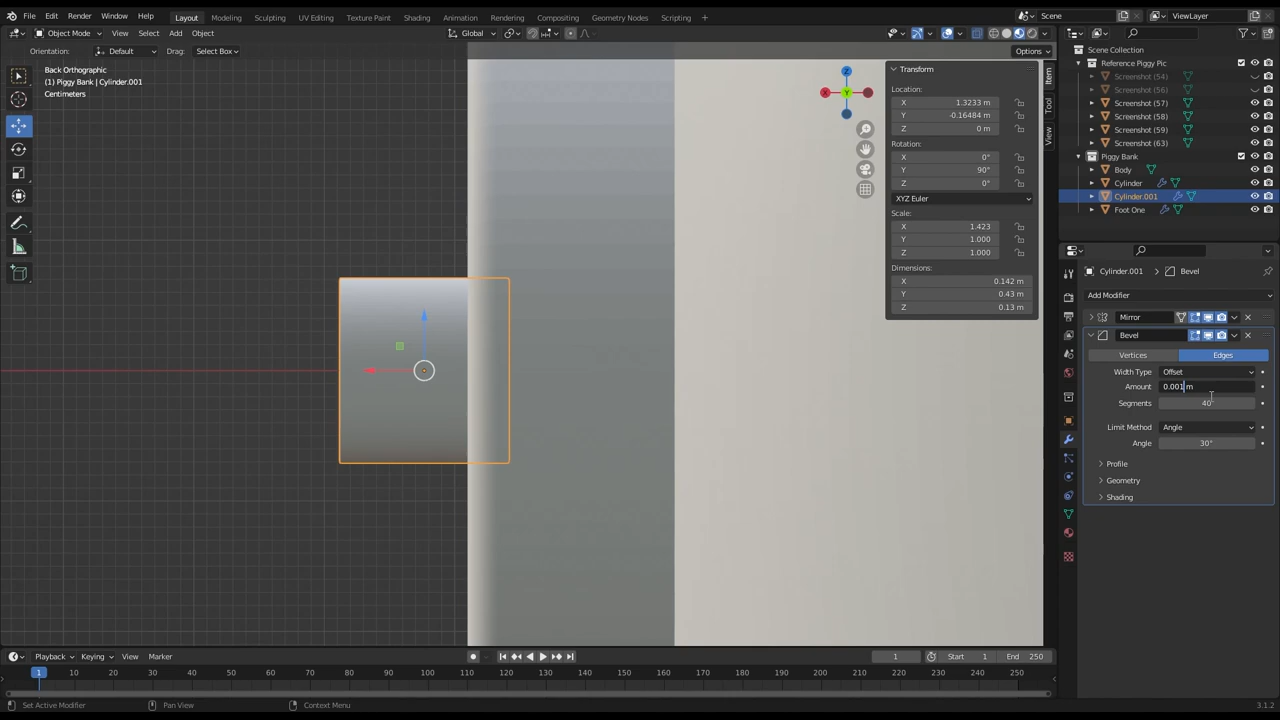 File Edit Render Window Help Layout Modeling Sculpting UV Editing Texture Paint Shading Animation Rendering Compositing Geometry Nodes Scripting + Scene ViewLayer
Object Mode View Select Add Object Global
Orientation: Default Drag: Select Box Options
Back Orthographic
(1) Piggy Bank | Cylinder.001
Centimeters
Z
X Y
Item
Tool
View
Transform
Location:
X 1.3233 m
Y -0.16484 m
Z 0 m
Rotation:
X 0°
Y 90°
Z 0°
XYZ Euler
Scale:
X 1.423
Y 1.000
Z 1.000
Dimensions:
X 0.142 m
Y 0.43 m
Z 0.13 m
Scene Collection
Reference Piggy Pic
Screenshot (54)
Screenshot (56)
Screenshot (57)
Screenshot (58)
Screenshot (59)
Screenshot (63)
Piggy Bank
Body
Cylinder
Cylinder.001
Foot One
Cylinder.001 > Bevel
Add Modifier
Mirror
Bevel
Vertices Edges
Width Type Offset
Amount 0.001 m
Segments 40
Limit Method Angle
Angle 30°
Profile
Geometry
Shading
Playback Keying View Marker 1 Start 1 End 250
1 10 20 30 40 50 60 70 80 90 100 110 120 130 140 150 160 170 180 190 200 210 220 230 240 250
Set Active Modifier Pan View Context Menu 3.1.2